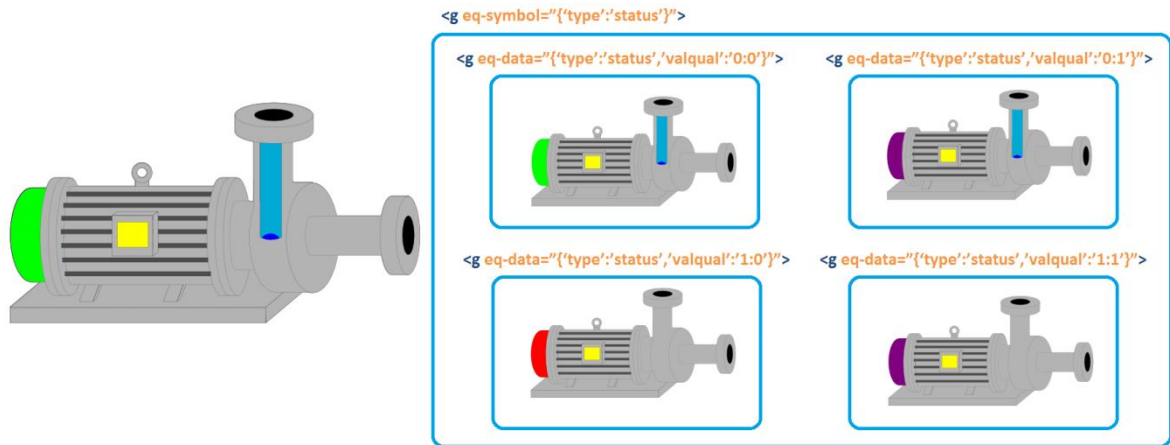 <g eq-symbol=”{‘type’:’status’}”>
<g eq-data=”{‘type’:’status’,’valqual’:’0:0’}”>
<g eq-data=”{‘type’:’status’,’valqual’:’0:1’}”>
<g eq-data=”{‘type’:’status’,’valqual’:’1:0’}”>
<g eq-data=”{‘type’:’status’,’valqual’:’1:1’}”>